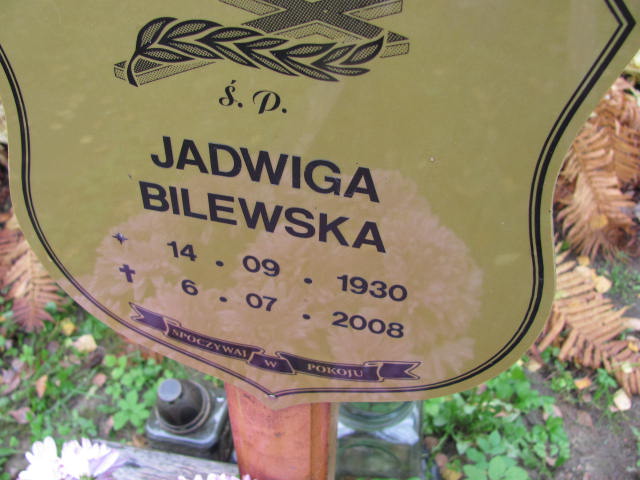 ś. p.
JADWIGA
BILEWSKA
* 14 • 09 • 1930
✝ 6 • 07 • 2008
SPOCZYWAJ W POKOJU